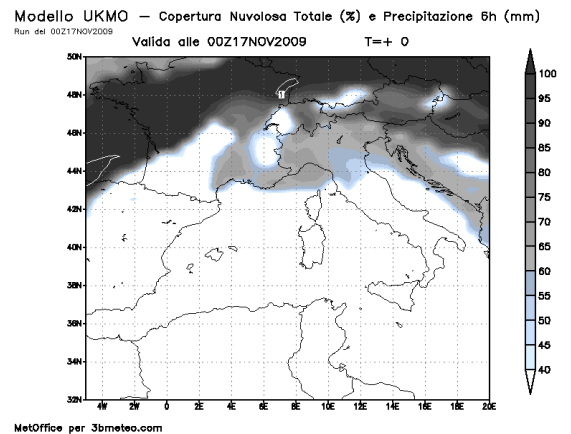 Modello UKMO – Copertura Nuvolosa Totale (%) e Precipitazione 6h (mm)
Run del 00Z17NOV2009
Valida alle 00Z17NOV2009 T=+ 0
50N
48N
46N
44N
42N
40N
38N
36N
34N
32N
4W 2W 0 2E 4E 6E 8E 10E 12E 14E 16E 18E 20E
1
100
95
90
85
80
75
70
65
60
55
50
45
40
MetOffice per 3bmeteo.com